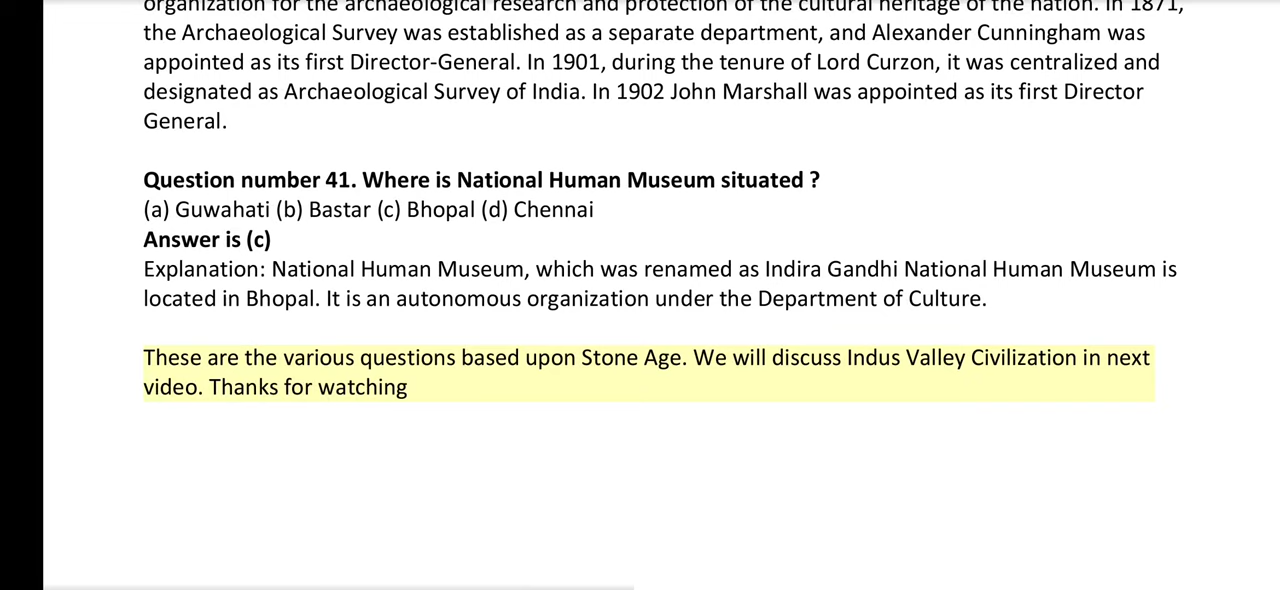 organization for the archaeological research and protection of the cultural heritage of the nation. In 1871,
the Archaeological Survey was established as a separate department, and Alexander Cunningham was
appointed as its first Director-General. In 1901, during the tenure of Lord Curzon, it was centralized and
designated as Archaeological Survey of India. In 1902 John Marshall was appointed as its first Director
General.
Question number 41. Where is National Human Museum situated ?
(a) Guwahati (b) Bastar (c) Bhopal (d) Chennai
Answer is (c)
Explanation: National Human Museum, which was renamed as Indira Gandhi National Human Museum is
located in Bhopal. It is an autonomous organization under the Department of Culture.
These are the various questions based upon Stone Age. We will discuss Indus Valley Civilization in next
video. Thanks for watching